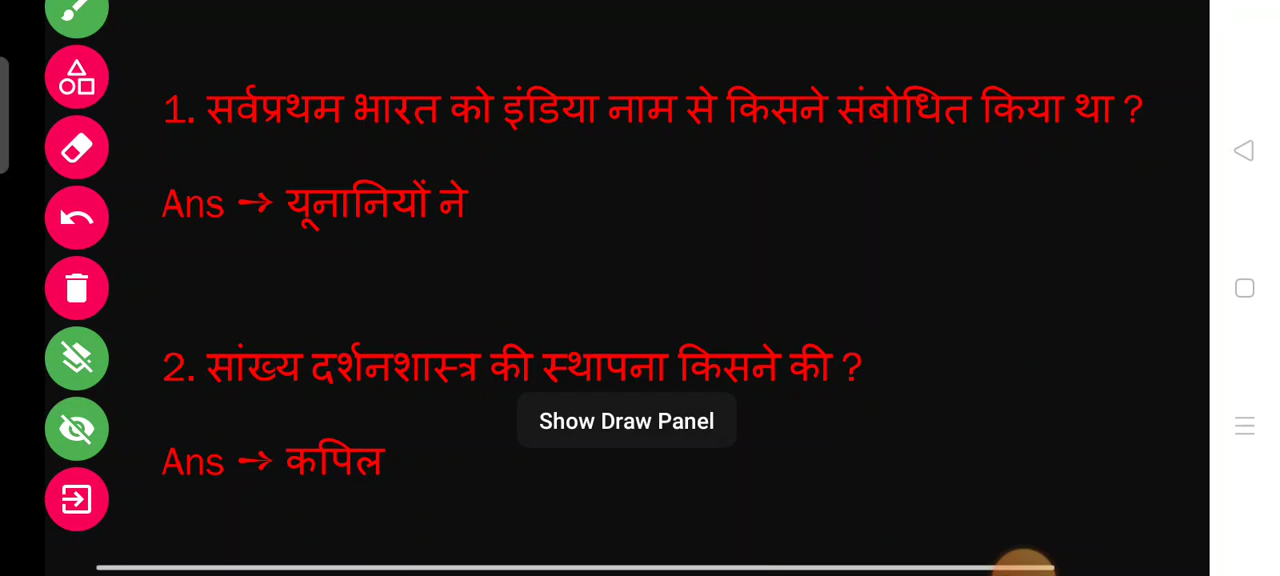 1. सर्वप्रथम भारत को इंडिया नाम से किसने संबोधित किया था ?
Ans → यूनानियों ने
2. सांख्य दर्शनशास्त्र की स्थापना किसने की ?
Show Draw Panel
Ans → कपिल